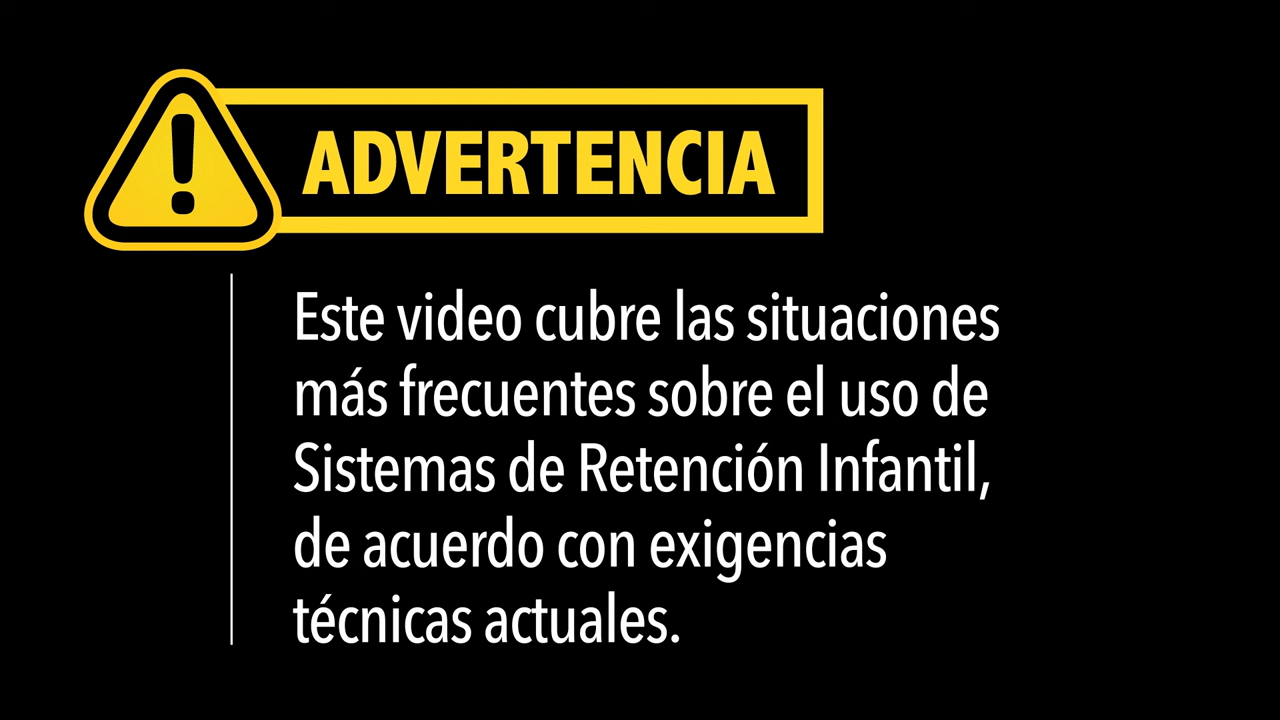 ADVERTENCIA
Este video cubre las situaciones
más frecuentes sobre el uso de
Sistemas de Retención Infantil,
de acuerdo con exigencias
técnicas actuales.